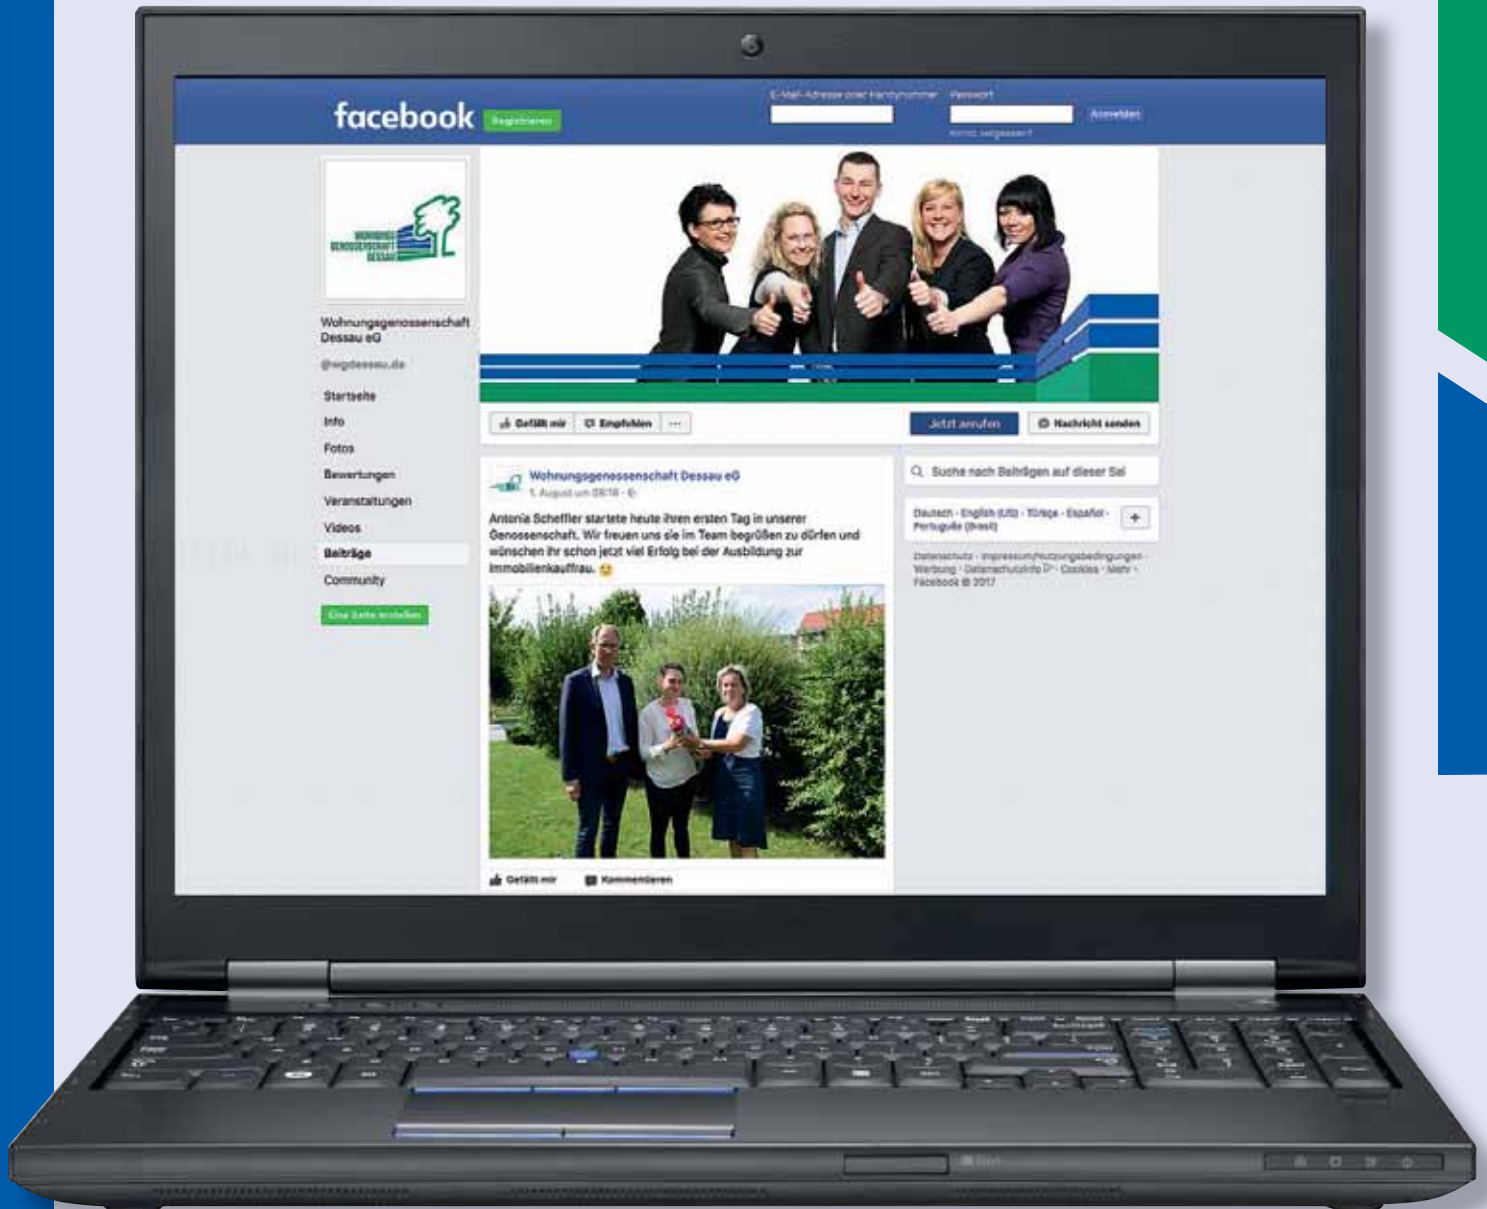 facebook
Registrieren
E-Mail-Adresse oder Handynummer
Passwort
Anmelden
Konto vergessen?
WOHNUNGS
GENOSSENSCHAFT
DESSAU
Wohnungsgenossenschaft
Dessau eG
@wgdessau.de
Startseite
Info
Fotos
Bewertungen
Veranstaltungen
Videos
Beiträge
Community
Eine Seite erstellen
Gefällt mir
Empfehlen
...
Jetzt anrufen
Nachricht senden
Wohnungsgenossenschaft Dessau eG
1. August um 08:18 ·
Antonia Scheffler startete heute ihren ersten Tag in unserer
Genossenschaft. Wir freuen uns sie im Team begrüßen zu dürfen und
wünschen ihr schon jetzt viel Erfolg bei der Ausbildung zur
Immobilienkauffrau.
Gefällt mir
Kommentieren
Suche nach Beiträgen auf dieser Sei
Deutsch · English (US) · Türkçe · Español ·
Português (Brasil)
+
Datenschutz · Impressum/Nutzungsbedingungen ·
Werbung · Datenschutzinfo · Cookies · Mehr ·
Facebook © 2017